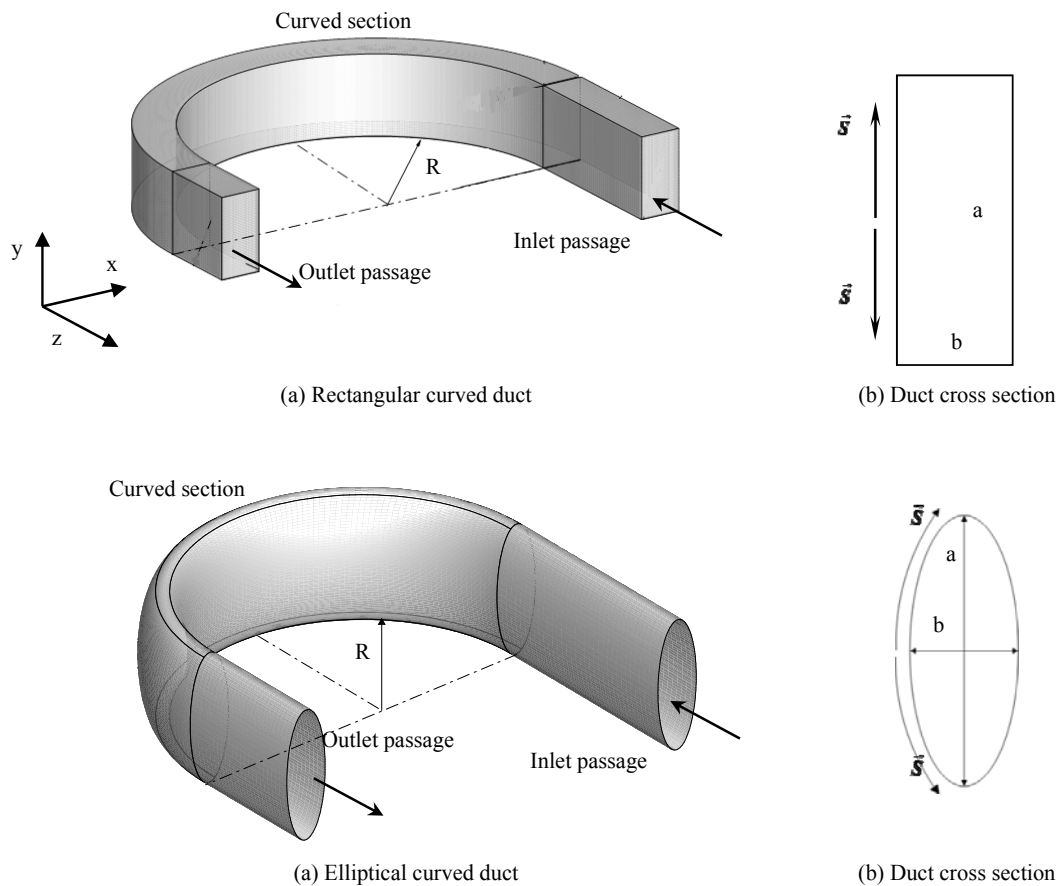 Curved section
R
Inlet passage
Outlet passage
y
x
z
a
b
(a) Rectangular curved duct
(b) Duct cross section
Curved section
R
Outlet passage
Inlet passage
a
b
(a) Elliptical curved duct
(b) Duct cross section